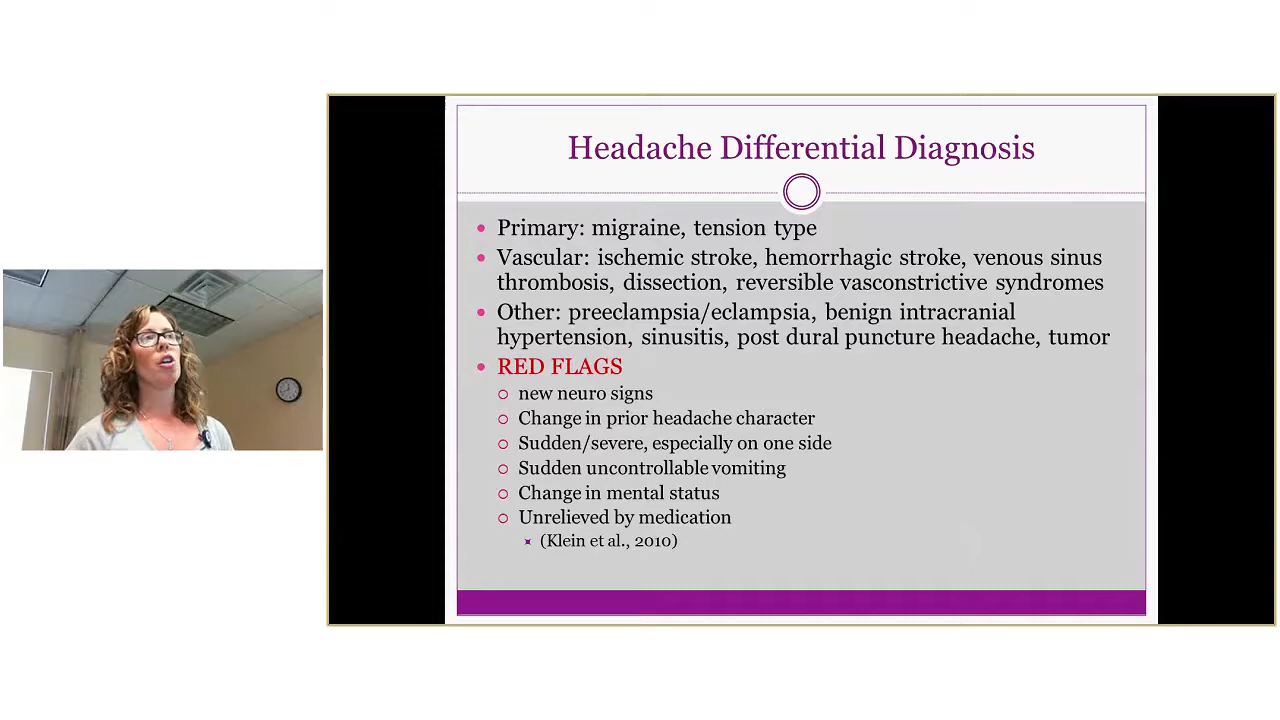 Headache Differential Diagnosis
Primary: migraine, tension type
Vascular: ischemic stroke, hemorrhagic stroke, venous sinus
thrombosis, dissection, reversible vasconstrictive syndromes
Other: preeclampsia/eclampsia, benign intracranial
hypertension, sinusitis, post dural puncture headache, tumor
RED FLAGS
new neuro signs
Change in prior headache character
Sudden/severe, especially on one side
Sudden uncontrollable vomiting
Change in mental status
Unrelieved by medication
(Klein et al., 2010)